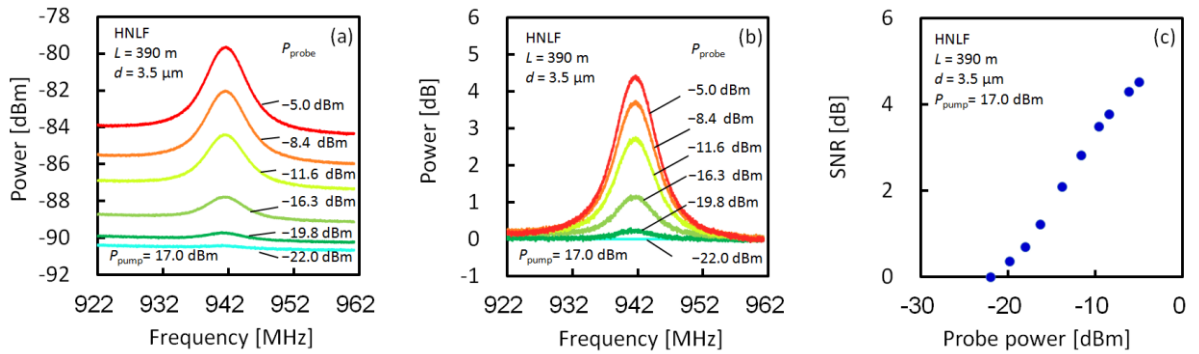 (a)
HNLF
L = 390 m
d = 3.5 μm
P_probe
−5.0 dBm
−8.4 dBm
−11.6 dBm
−16.3 dBm
−19.8 dBm
−22.0 dBm
P_pump= 17.0 dBm
Power [dBm]
-78
-80
-82
-84
-86
-88
-90
-92
922 932 942 952 962
Frequency [MHz]
(b)
HNLF
L = 390 m
d = 3.5 μm
P_probe
−5.0 dBm
−8.4 dBm
−11.6 dBm
−16.3 dBm
−19.8 dBm
−22.0 dBm
P_pump= 17.0 dBm
Power [dB]
6
5
4
3
2
1
0
-1
922 932 942 952 962
Frequency [MHz]
(c)
HNLF
L = 390 m
d = 3.5 μm
P_pump= 17.0 dBm
SNR [dB]
6
4
2
0
-30 -20 -10 0
Probe power [dBm]